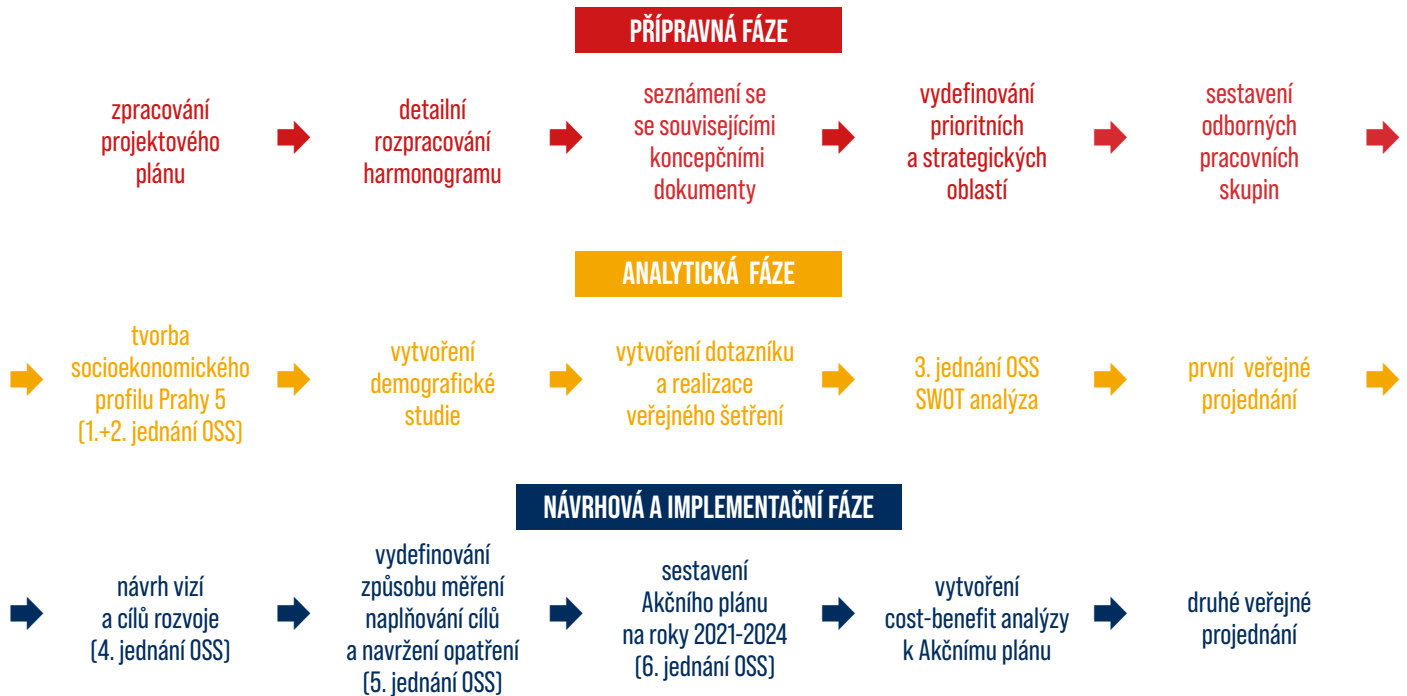 PŘÍPRAVNÁ FÁZE
zpracování
projektového
plánu
detailní
rozpracování
harmonogramu
seznámení se
se souvisejícími
koncepčními
dokumenty
vydefinování
prioritních
a strategických
oblastí
sestavení
odborných
pracovních
skupin
ANALYTICKÁ FÁZE
tvorba
socioekonomického
profilu Prahy 5
(1.+2. jednání OSS)
vytvoření
demografické
studie
vytvoření dotazníku
a realizace
veřejného šetření
3. jednání OSS
SWOT analýza
první veřejné
projednání
NÁVRHOVÁ A IMPLEMENTAČNÍ FÁZE
návrh vizí
a cílů rozvoje
(4. jednání OSS)
vydefinování
způsobu měření
naplňování cílů
a navržení opatření
(5. jednání OSS)
sestavení
Akčního plánu
na roky 2021-2024
(6. jednání OSS)
vytvoření
cost-benefit analýzy
k Akčnímu plánu
druhé veřejné
projednání